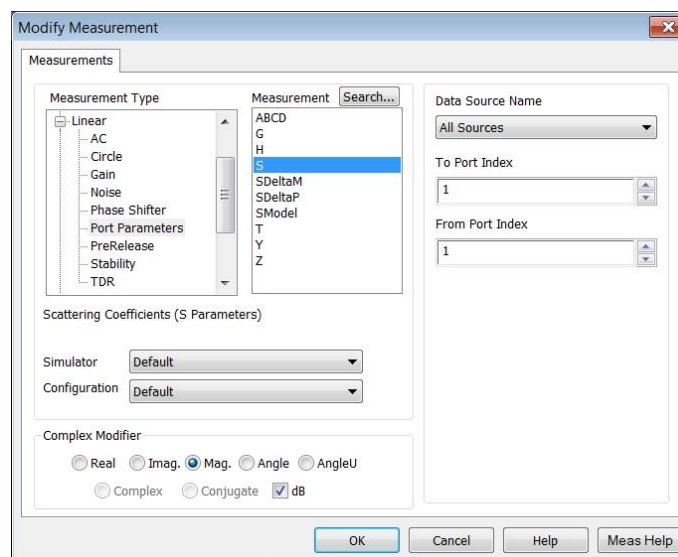 Modify Measurement
Measurements
Measurement Type
Linear
AC
Circle
Gain
Noise
Phase Shifter
Port Parameters
PreRelease
Stability
TDR
Measurement
Search...
ABCD
G
H
S
SDeltaM
SDeltaP
SModel
T
Y
Z
Scattering Coefficients (S Parameters)
Simulator
Default
Configuration
Default
Complex Modifier
Real Imag. Mag. Angle AngleU
Complex Conjugate dB
Data Source Name
All Sources
To Port Index
1
From Port Index
1
OK Cancel Help Meas Help